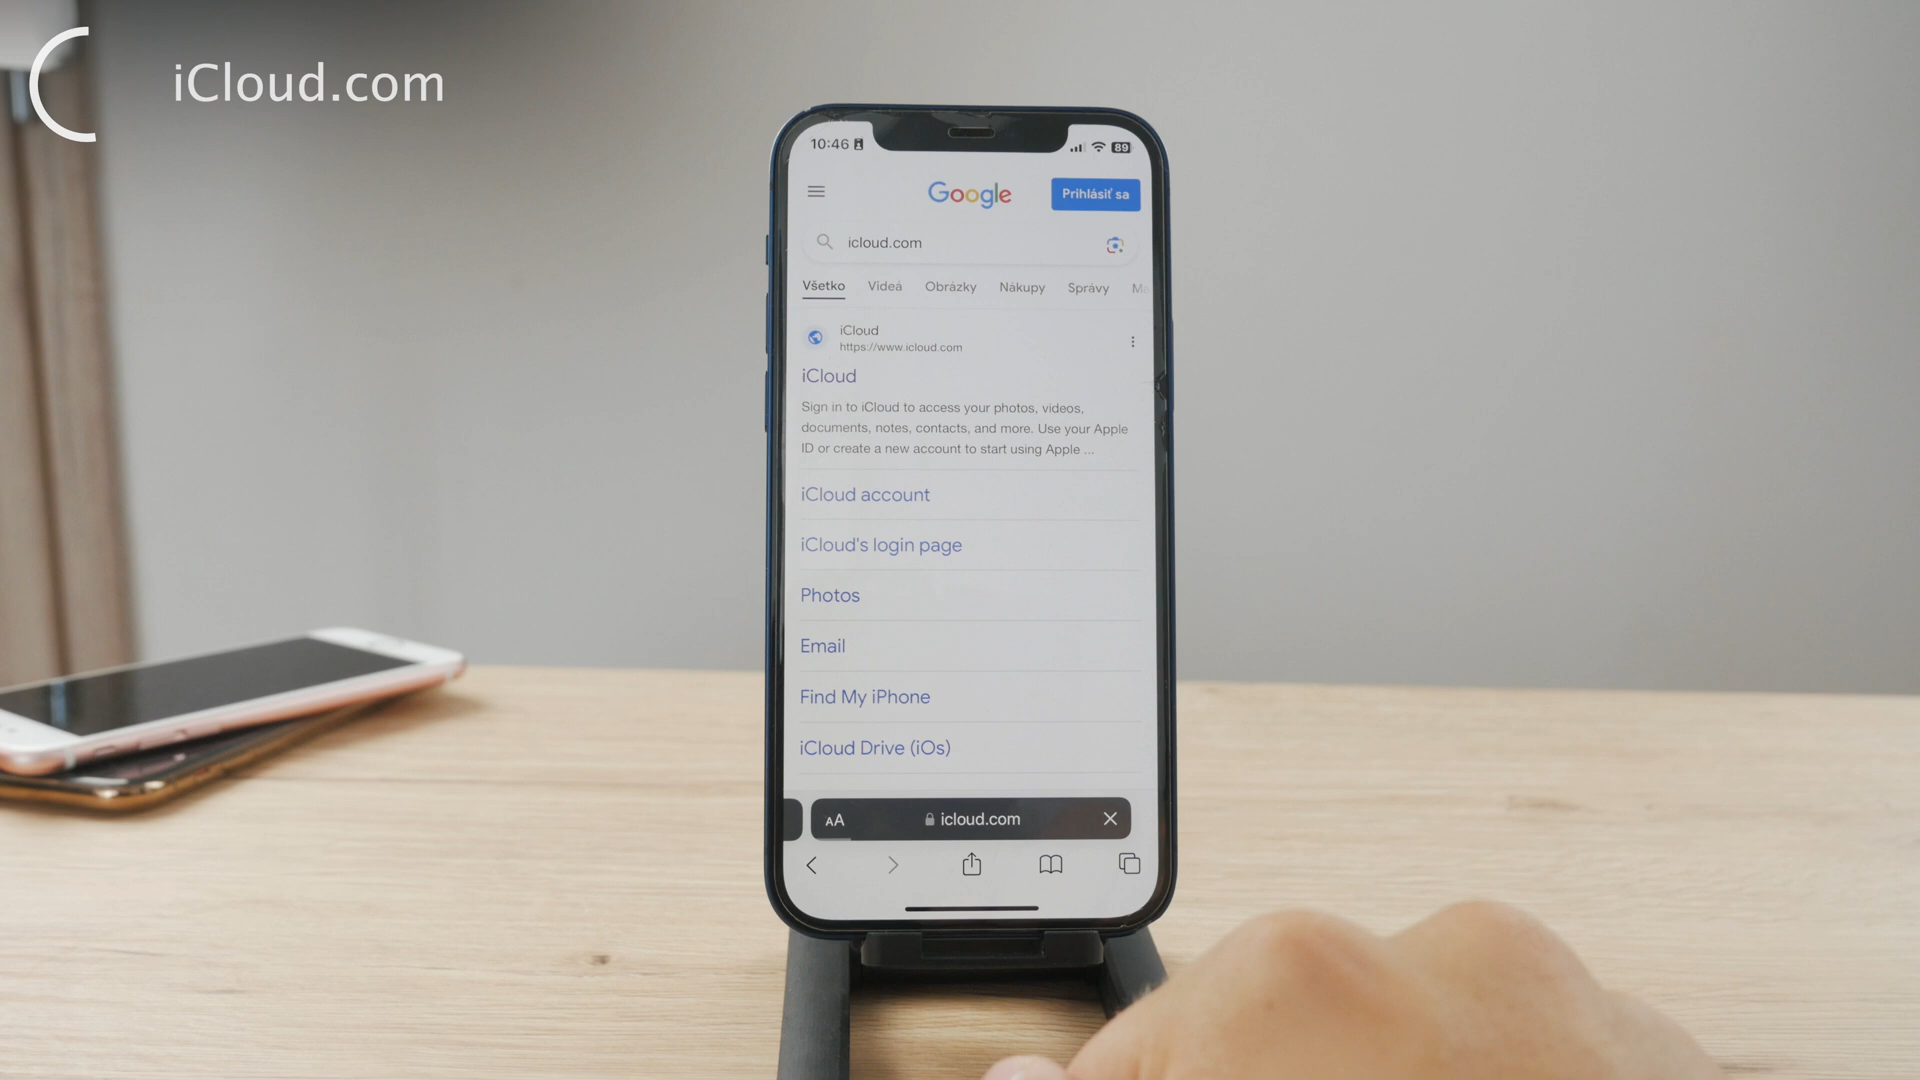 iCloud.com
10:46
89
Google
Prihlásiť sa
icloud.com
Všetko Videá Obrázky Nákupy Správy
iCloud
https://www.icloud.com
iCloud
Sign in to iCloud to access your photos, videos,
documents, notes, contacts, and more. Use your Apple
ID or create a new account to start using Apple ...
iCloud account
iCloud's login page
Photos
Email
Find My iPhone
iCloud Drive (iOs)
AA icloud.com